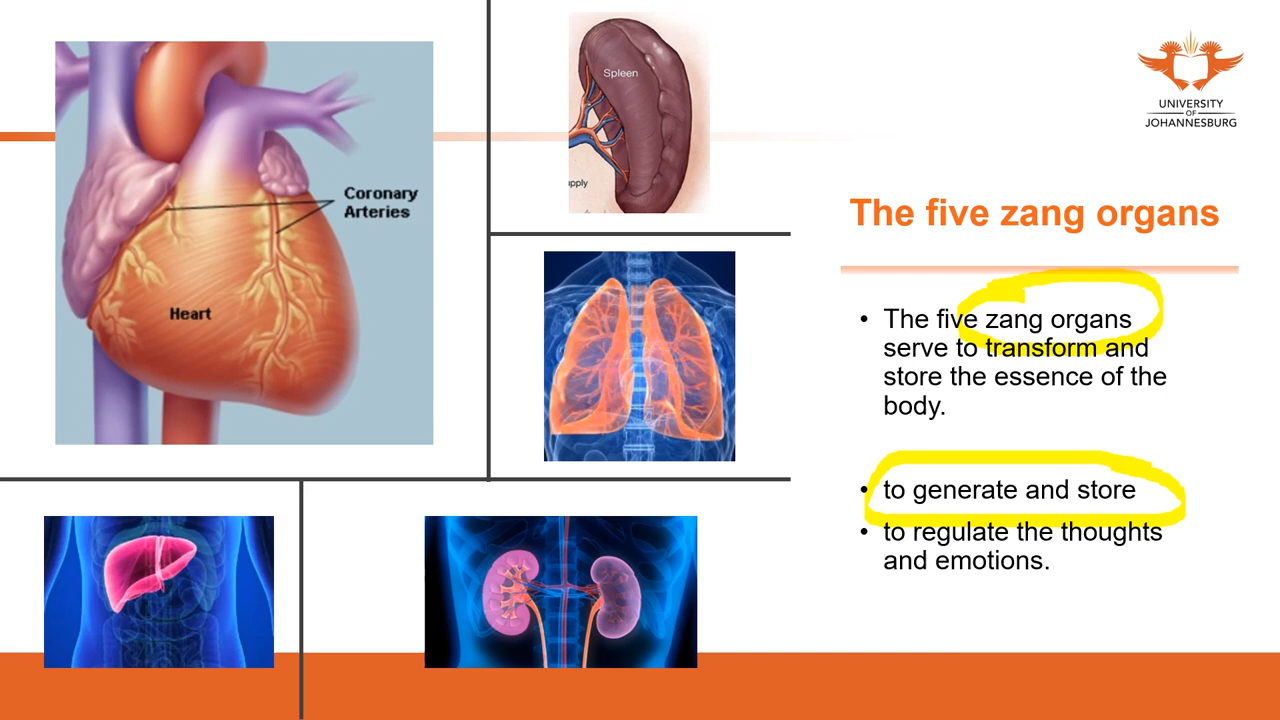 Coronary
Arteries
Heart
Spleen
pply
UNIVERSITY
OF
JOHANNESBURG
The five zang organs
• The five zang organs
serve to transform and
store the essence of the
body.
• to generate and store
• to regulate the thoughts
and emotions.